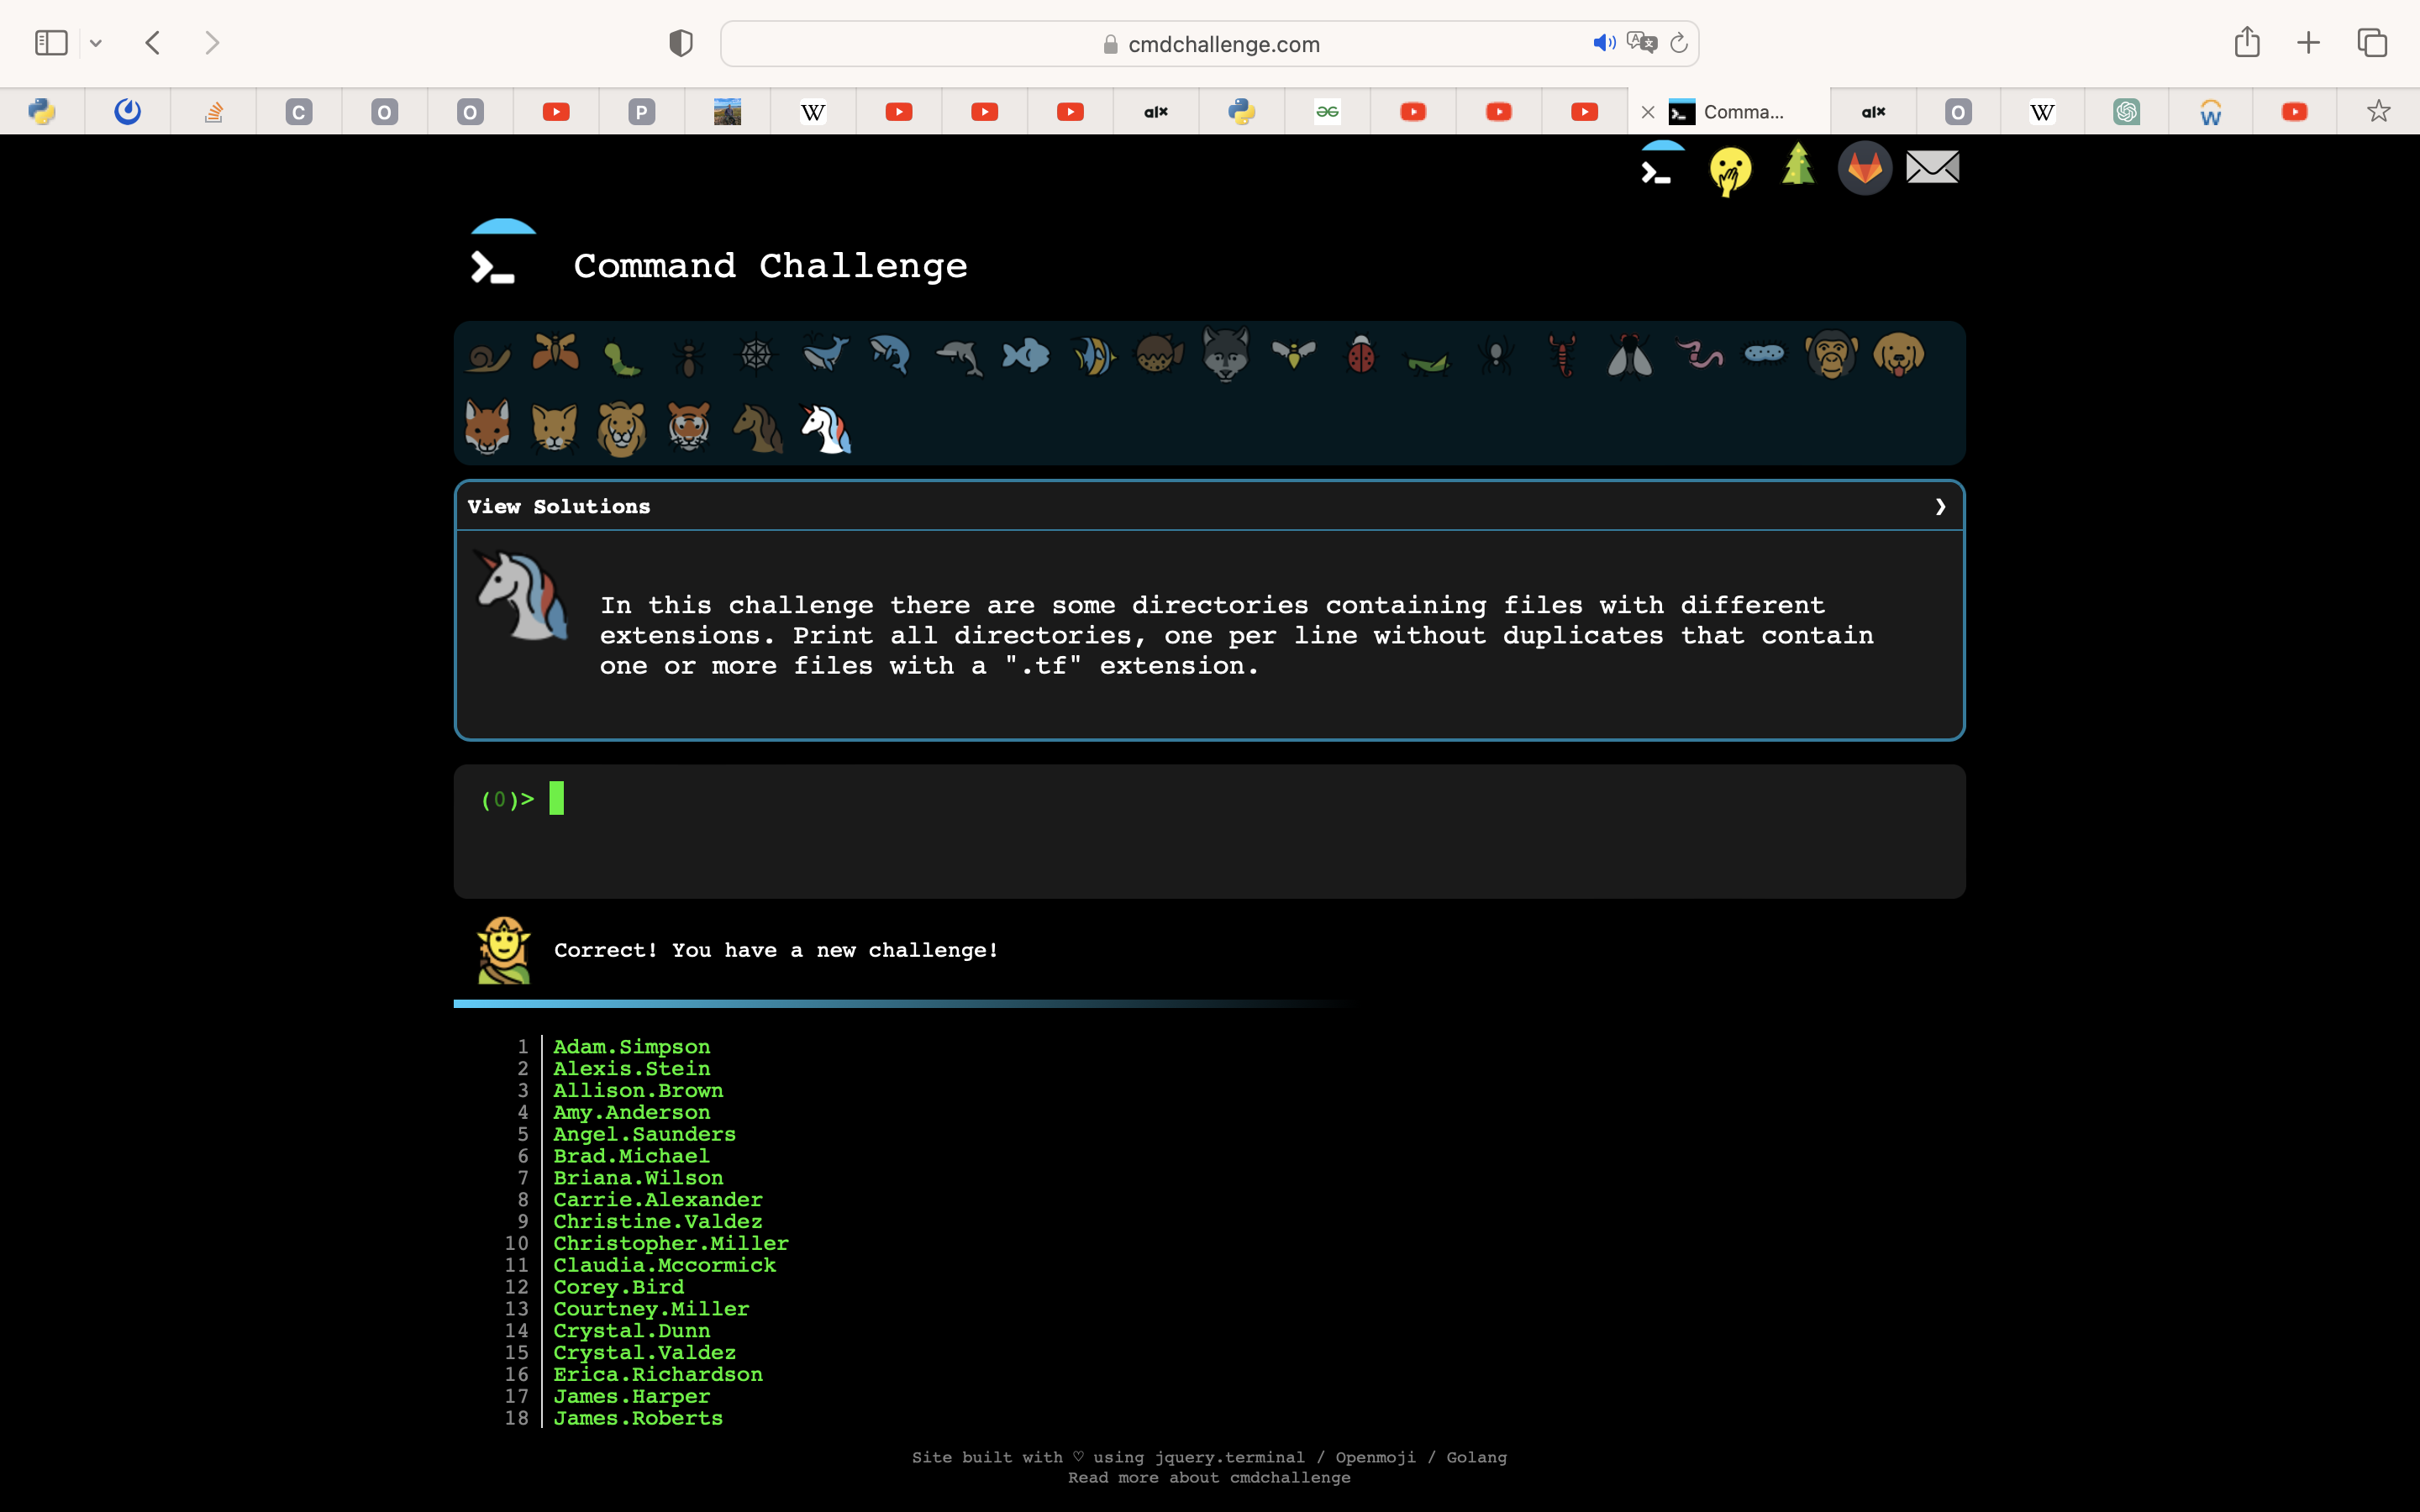 cmdchallenge.com
C
O
O
P
W
alx
Comma...
alx
O
W
Command Challenge
View Solutions
In this challenge there are some directories containing files with different
extensions. Print all directories, one per line without duplicates that contain
one or more files with a ".tf" extension.
(0)>
Correct! You have a new challenge!
1 Adam.Simpson
2 Alexis.Stein
3 Allison.Brown
4 Amy.Anderson
5 Angel.Saunders
6 Brad.Michael
7 Briana.Wilson
8 Carrie.Alexander
9 Christine.Valdez
10 Christopher.Miller
11 Claudia.Mccormick
12 Corey.Bird
13 Courtney.Miller
14 Crystal.Dunn
15 Crystal.Valdez
16 Erica.Richardson
17 James.Harper
18 James.Roberts
Site built with ♡ using jquery.terminal / Openmoji / Golang
Read more about cmdchallenge